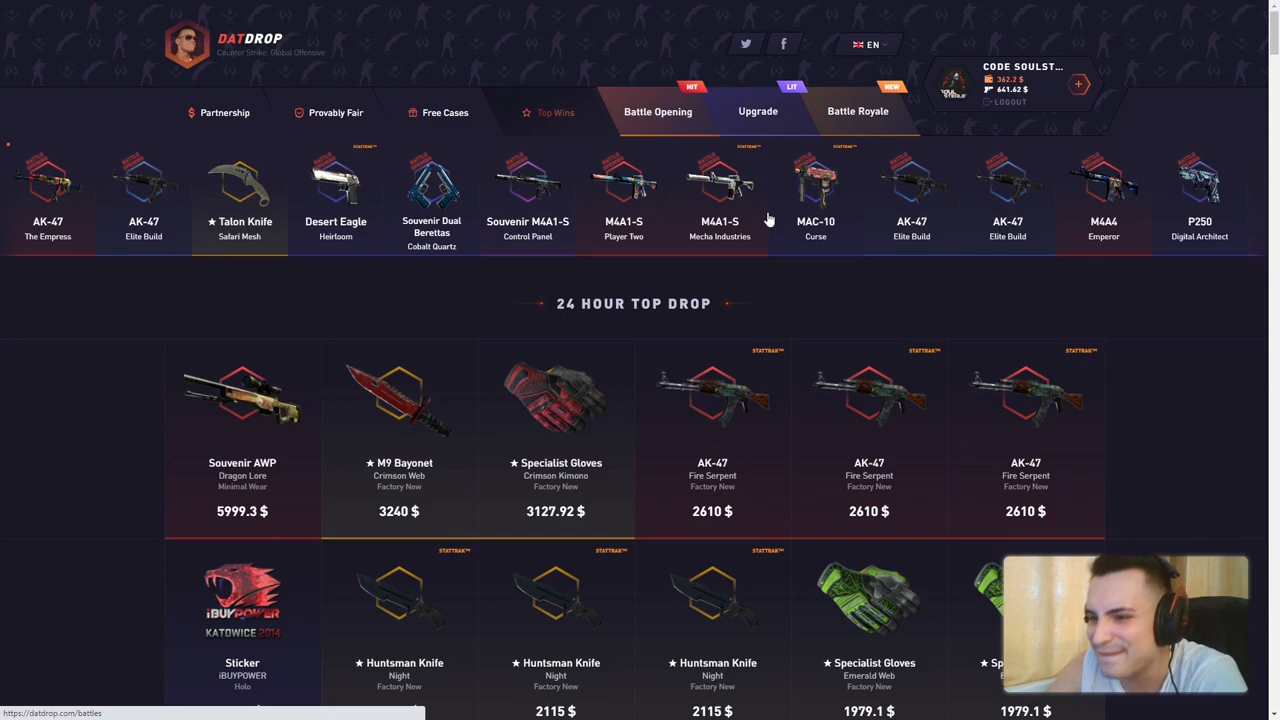 DATDROP
Counter Strike: Global Offensive
EN
CODE SOULST...
362.2 $
641.62 $
LOGOUT
HIT
LIT
NEW
Partnership
Provably Fair
Free Cases
Top Wins
Battle Opening
Upgrade
Battle Royale
AK-47
The Empress
AK-47
Elite Build
★ Talon Knife
Safari Mesh
STATTRAK™
Desert Eagle
Heirloom
Souvenir Dual
Berettas
Cobalt Quartz
Souvenir M4A1-S
Control Panel
M4A1-S
Player Two
STATTRAK™
M4A1-S
Mecha Industries
STATTRAK™
MAC-10
Curse
AK-47
Elite Build
AK-47
Elite Build
M4A4
Emperor
P250
Digital Architect
24 HOUR TOP DROP
Souvenir AWP
Dragon Lore
Minimal Wear
5999.3 $
★ M9 Bayonet
Crimson Web
Factory New
3240 $
★ Specialist Gloves
Crimson Kimono
Factory New
3127.92 $
STATTRAK™
AK-47
Fire Serpent
Factory New
2610 $
STATTRAK™
AK-47
Fire Serpent
Factory New
2610 $
STATTRAK™
AK-47
Fire Serpent
Factory New
2610 $
iBUYPOWER
KATOWICE 2014
Sticker
iBUYPOWER
Holo
STATTRAK™
★ Huntsman Knife
Night
Factory New
STATTRAK™
★ Huntsman Knife
Night
Factory New
2115 $
STATTRAK™
★ Huntsman Knife
Night
Factory New
2115 $
★ Specialist Gloves
Emerald Web
Factory New
1979.1 $
★ Sp
1979.1 $
https://datdrop.com/battles